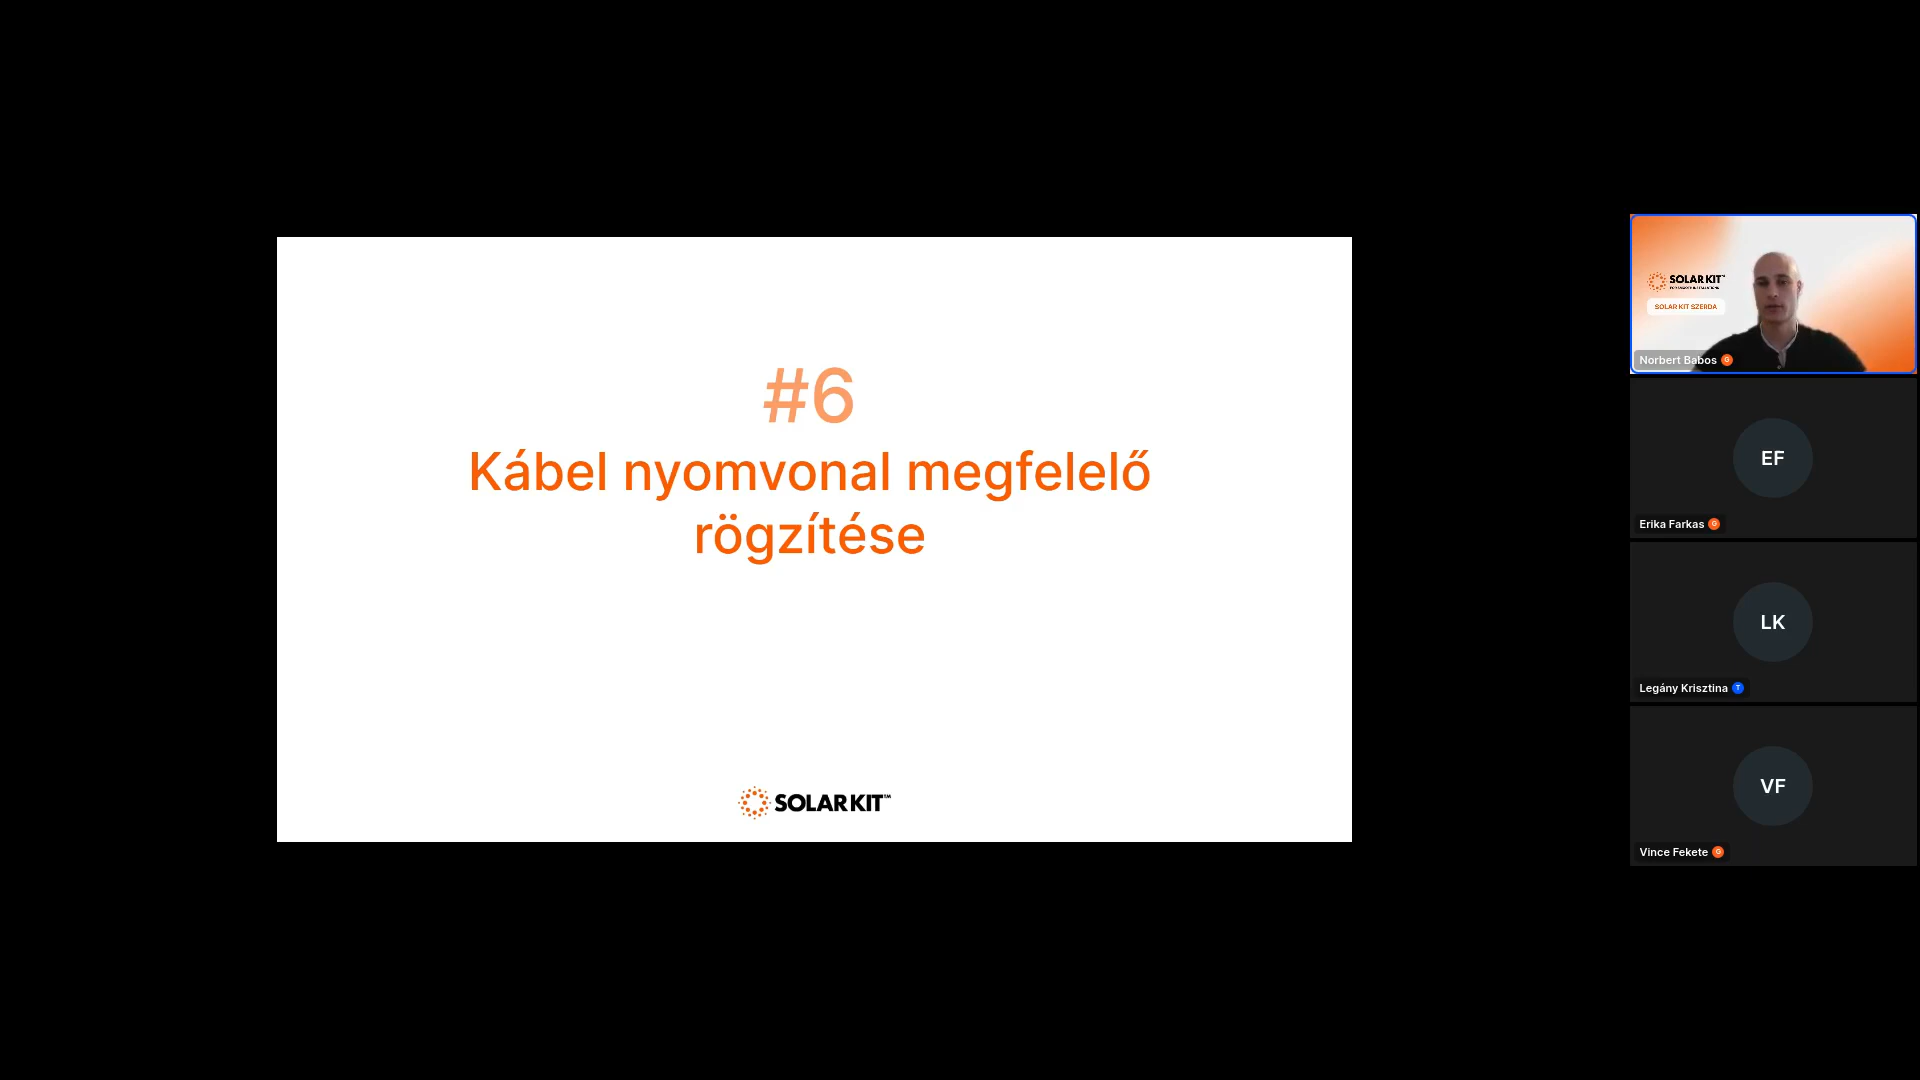 #6
Kábel nyomvonal megfelelő
rögzítése
SOLAR KIT™
SOLAR KIT™
SOLAR KIT SZERDA
Norbert Babos G
EF
Erika Farkas G
LK
Legány Krisztina T
VF
Vince Fekete G